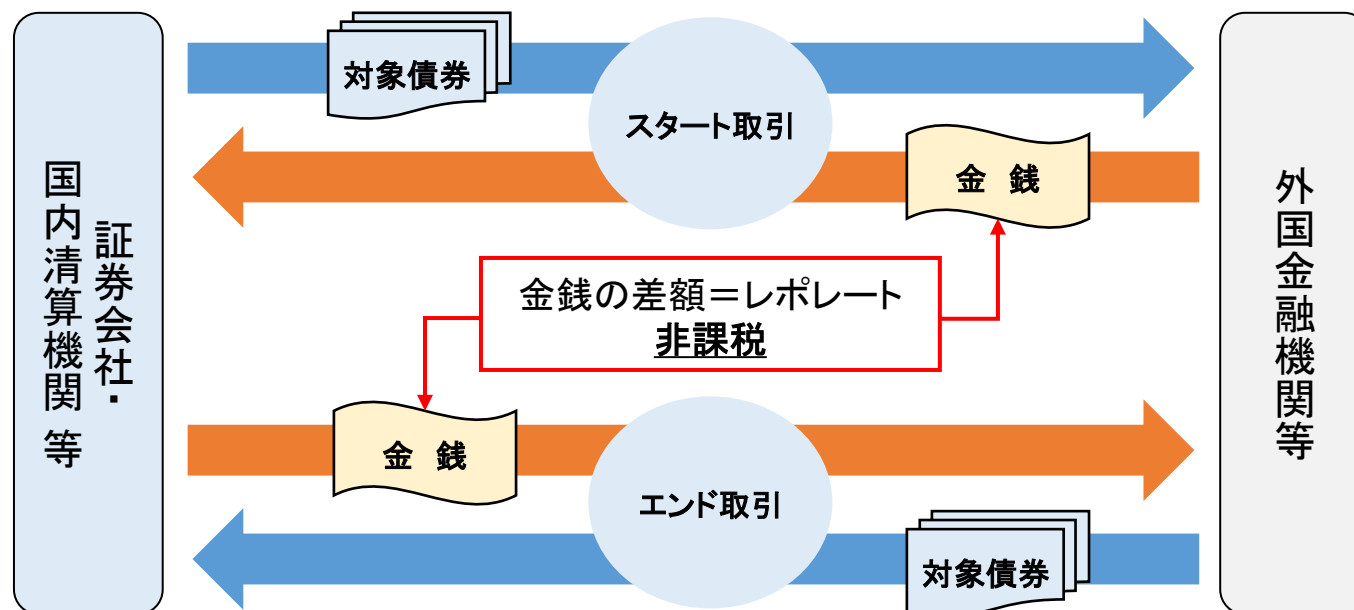 証券会社・
国内清算機関 等
対象債券
スタート取引
金 銭
金銭の差額＝レポレート
非課税
金 銭
エンド取引
対象債券
外国金融機関等